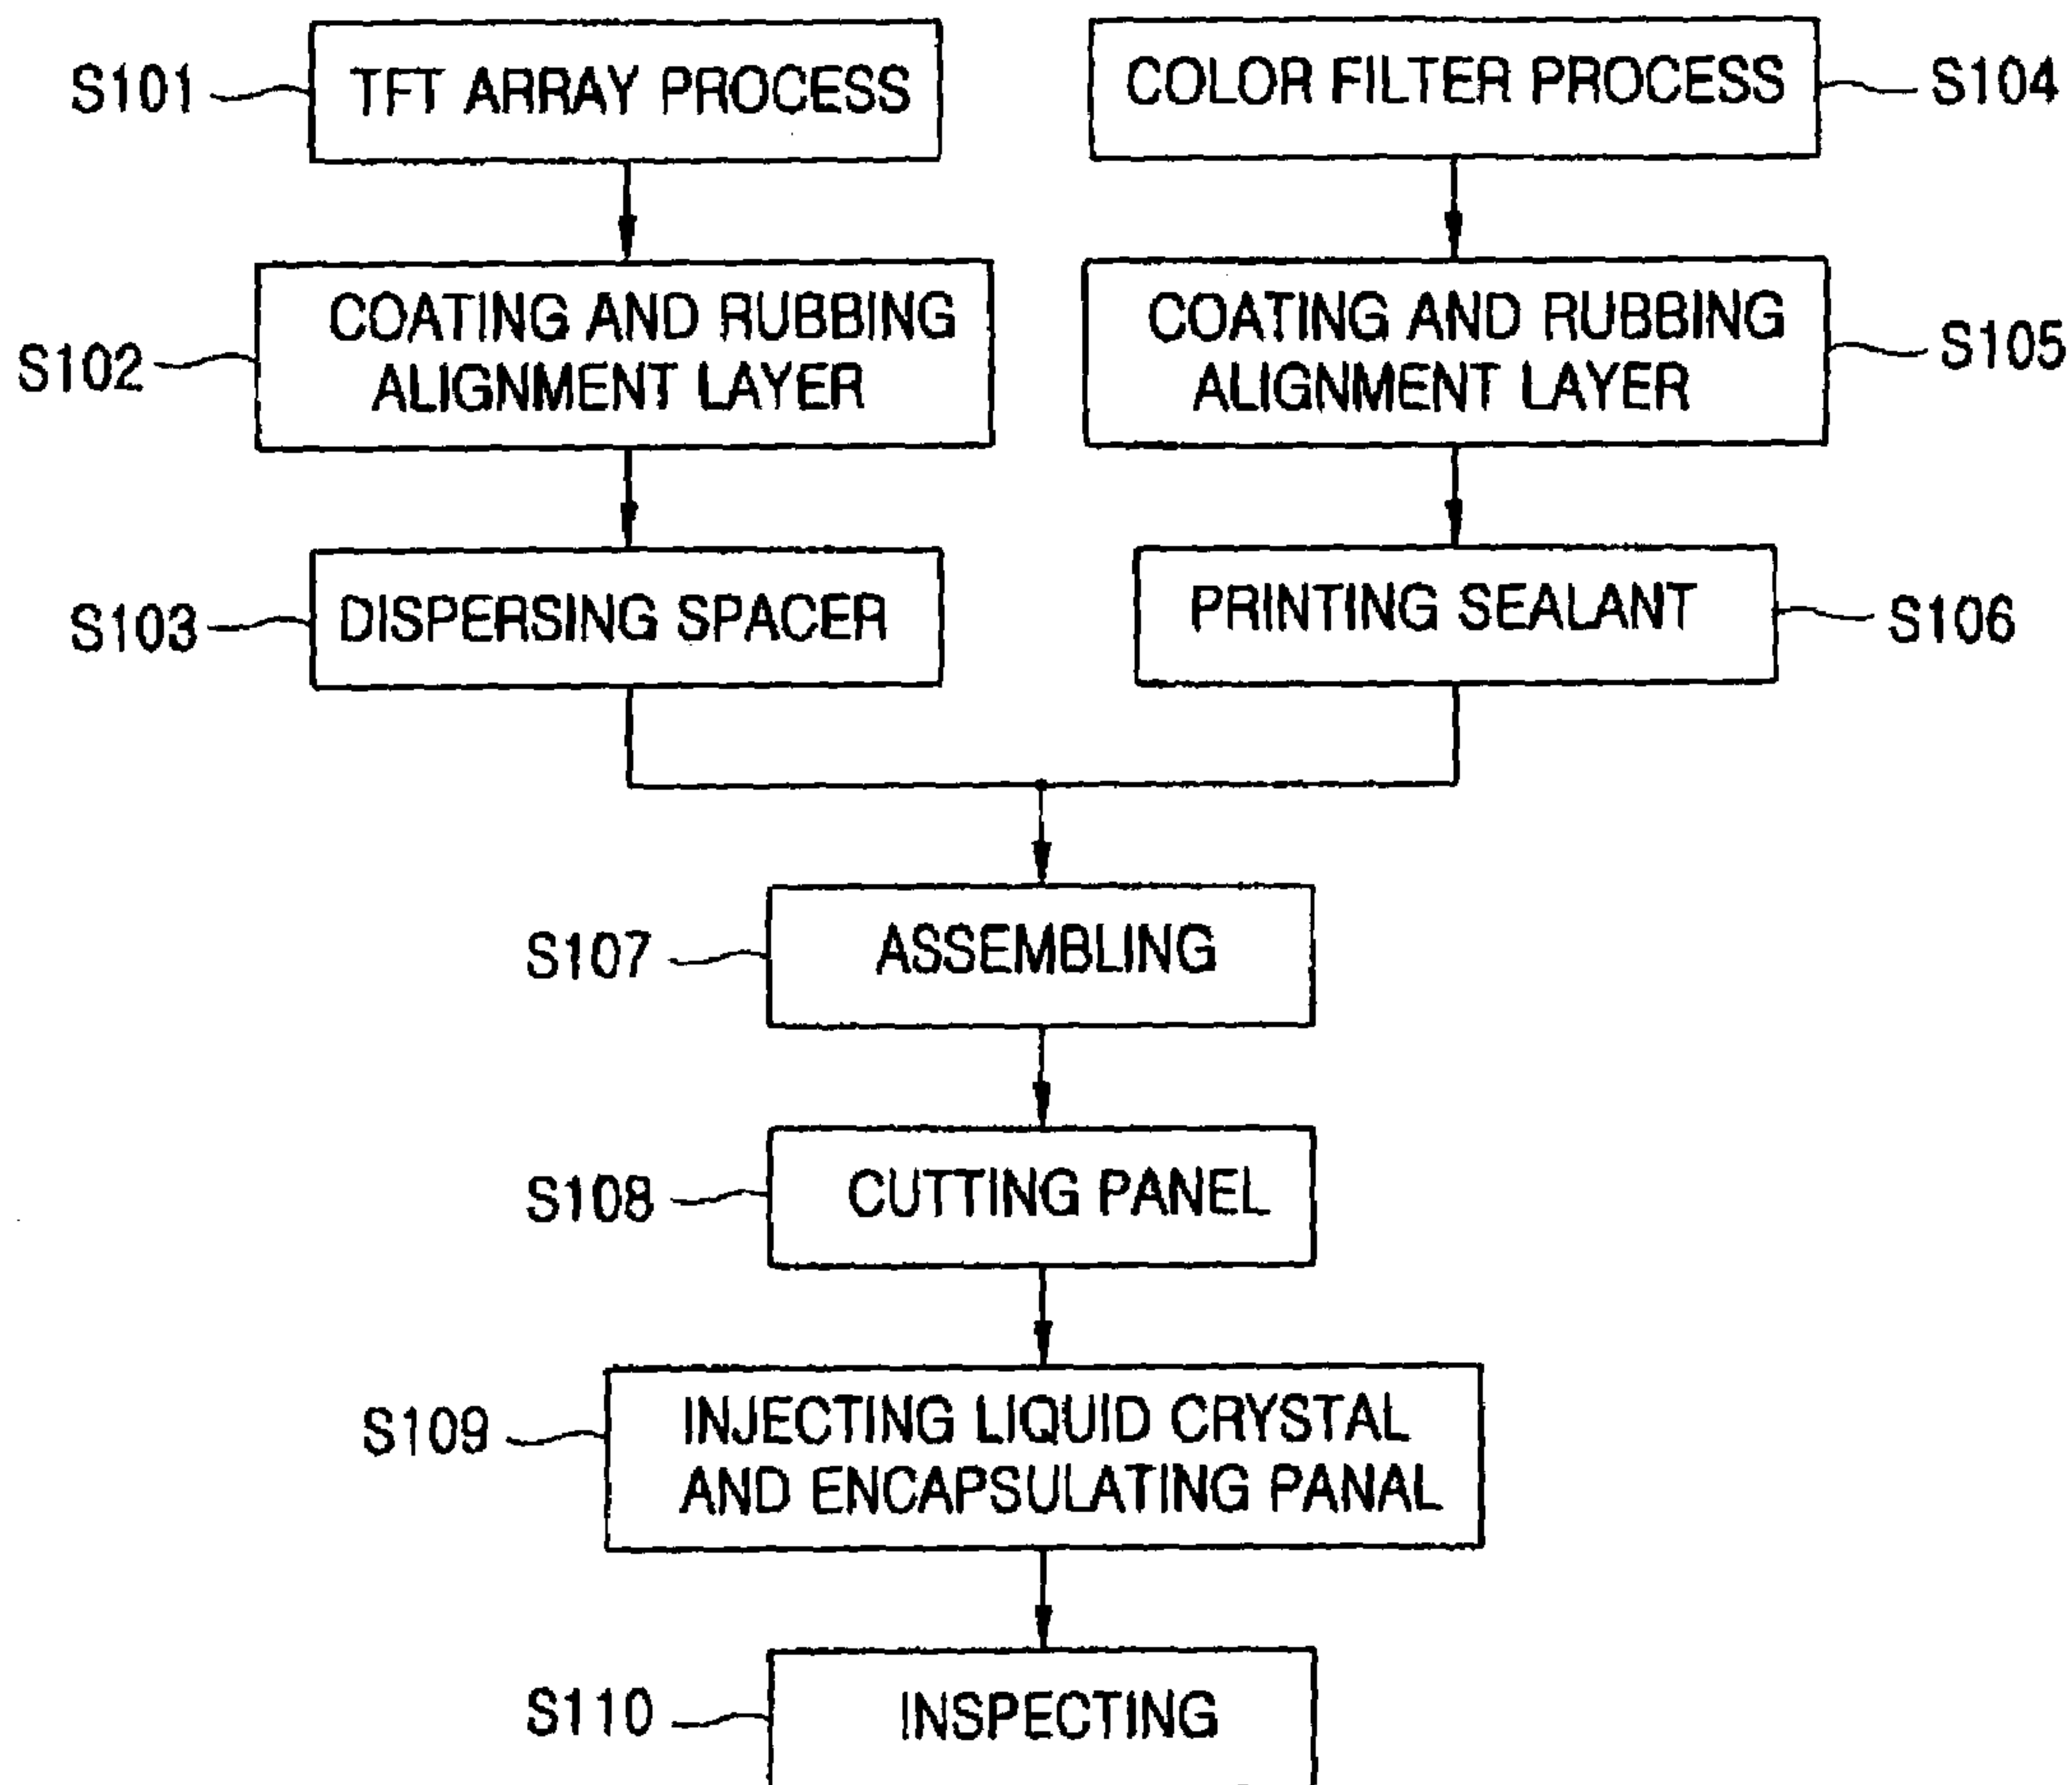 S101
TFT ARRAY PROCESS
COLOR FILTER PROCESS
S104
S102
COATING AND RUBBING
ALIGNMENT LAYER
COATING AND RUBBING
ALIGNMENT LAYER
S105
S103
DISPERSING SPACER
PRINTING SEALANT
S106
S107
ASSEMBLING
S108
CUTTING PANEL
S109
INJECTING LIQUID CRYSTAL
AND ENCAPSULATING PANAL
S110
INSPECTING